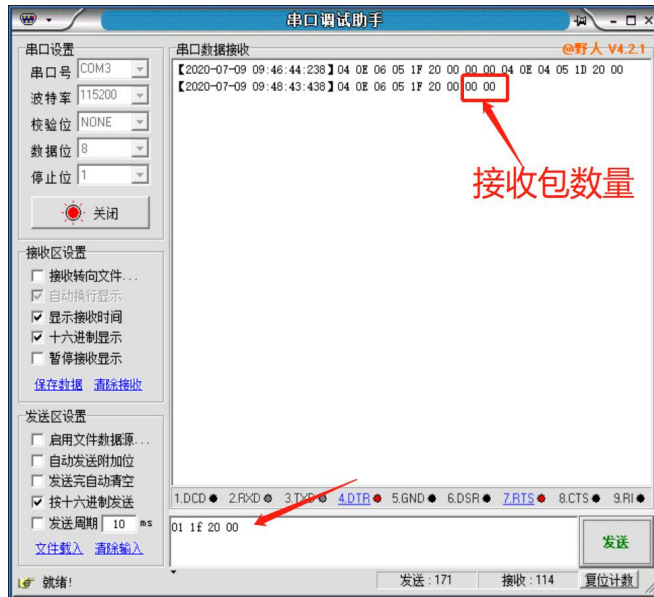 串口调试助手
串口设置
串口号 COM3
波特率 115200
校验位 NONE
数据位 8
停止位 1
关闭
接收区设置
接收转向文件...
自动换行显示
显示接收时间
十六进制显示
暂停接收显示
保存数据 清除接收
发送区设置
启用文件数据源...
自动发送附加位
发送完自动清空
按十六进制发送
发送周期 10 ms
文件载入 清除输入
串口数据接收 @野人 V4.2.1
【2020-07-09 09:46:44:238】04 0E 06 05 1F 20 00 00 00 04 0E 04 05 1D 20 00
【2020-07-09 09:48:43:438】04 0E 06 05 1F 20 00 00 00
接收包数量
1.DCD 2.RXD 3.TXD 4.DTR 5.GND 6.DSR 7.RTS 8.CTS 9.RI
01 1f 20 00
发送
就绪! 发送:171 接收:114 复位计数